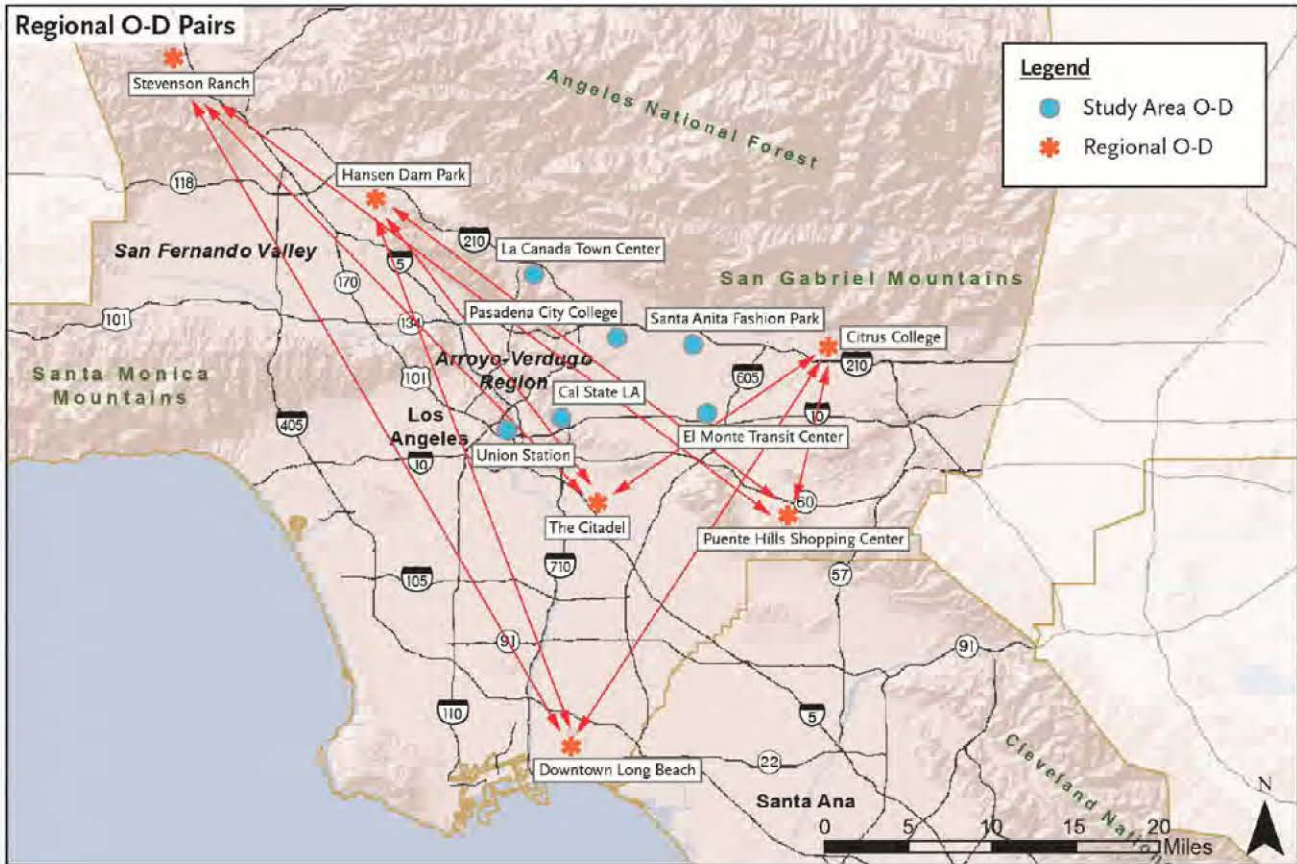 Regional O-D Pairs
Legend
Study Area O-D
Regional O-D
Stevenson Ranch
Angeles National Forest
118
Hansen Dam Park
210
San Fernando Valley
5
La Canada Town Center
San Gabriel Mountains
170
101
134
Pasadena City College
Santa Anita Fashion Park
Citrus College
210
Santa Monica
Mountains
101
Arroyo-Verdugo
Region
605
Cal State LA
405
Los
Angeles
10
El Monte Transit Center
10
Union Station
60
The Citadel
Puente Hills Shopping Center
105
710
57
91
91
110
5
Downtown Long Beach
22
Santa Ana
Cleveland Natio
N
0 5 10 15 20
Miles